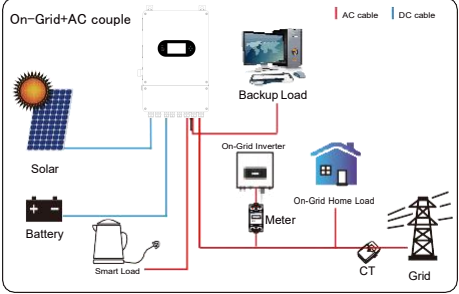 On-Grid+AC couple
AC cable
DC cable
Backup Load
Solar
On-Grid Inverter
On-Grid Home Load
Meter
Battery
Smart Load
CT
Grid